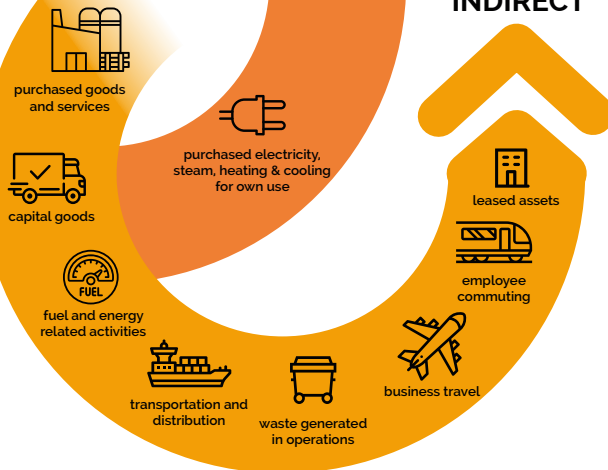 INDIRECT
purchased goods
and services
purchased electricity,
steam, heating & cooling
for own use
capital goods
leased assets
employee
commuting
FUEL
fuel and energy
related activities
business travel
transportation and
distribution
waste generated
in operations